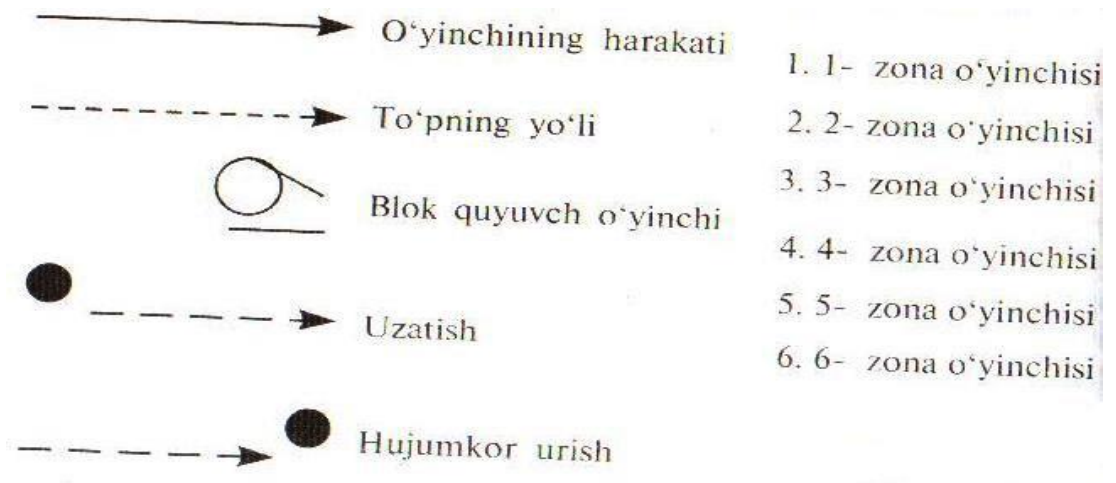 O‘yinchining harakati
To‘pning yo‘li
Blok quyuvch o‘yinchi
Uzatish
Hujumkor urish
1. 1- zona o‘yinchisi
2. 2- zona o‘yinchisi
3. 3- zona o‘yinchisi
4. 4- zona o‘yinchisi
5. 5- zona o‘yinchisi
6. 6- zona o‘yinchisi